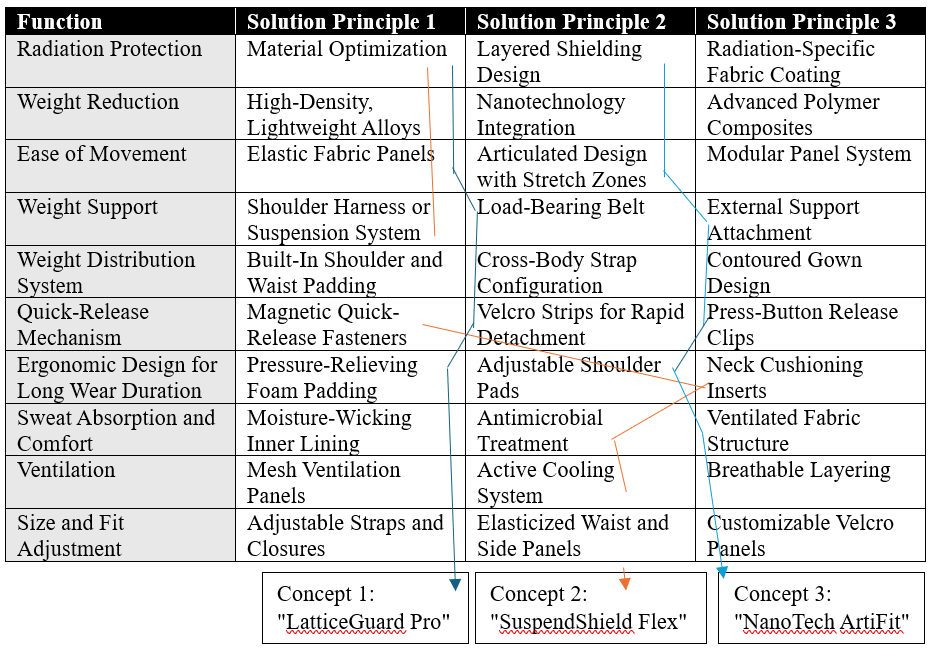 Function Solution Principle 1 Solution Principle 2 Solution Principle 3
Radiation Protection Material Optimization Layered Shielding Radiation-Specific
Design Fabric Coating
Weight Reduction High-Density, Nanotechnology Advanced Polymer
Lightweight Alloys Integration Composites
Ease of Movement Elastic Fabric Panels Articulated Design Modular Panel System
with Stretch Zones
Weight Support Shoulder Harness or Load-Bearing Belt External Support
Suspension System Attachment
Weight Distribution Built-In Shoulder and Cross-Body Strap Contoured Gown
System Waist Padding Configuration Design
Quick-Release Magnetic Quick- Velcro Strips for Rapid Press-Button Release
Mechanism Release Fasteners Detachment Clips
Ergonomic Design for Pressure-Relieving Adjustable Shoulder Neck Cushioning
Long Wear Duration Foam Padding Pads Inserts
Sweat Absorption and Moisture-Wicking Antimicrobial Ventilated Fabric
Comfort Inner Lining Treatment Structure
Ventilation Mesh Ventilation Active Cooling Breathable Layering
Panels System
Size and Fit Adjustable Straps and Elasticized Waist and Customizable Velcro
Adjustment Closures Side Panels Panels
Concept 1: Concept 2: Concept 3:
"LatticeGuard Pro" "SuspendShield Flex" "NanoTech ArtiFit"